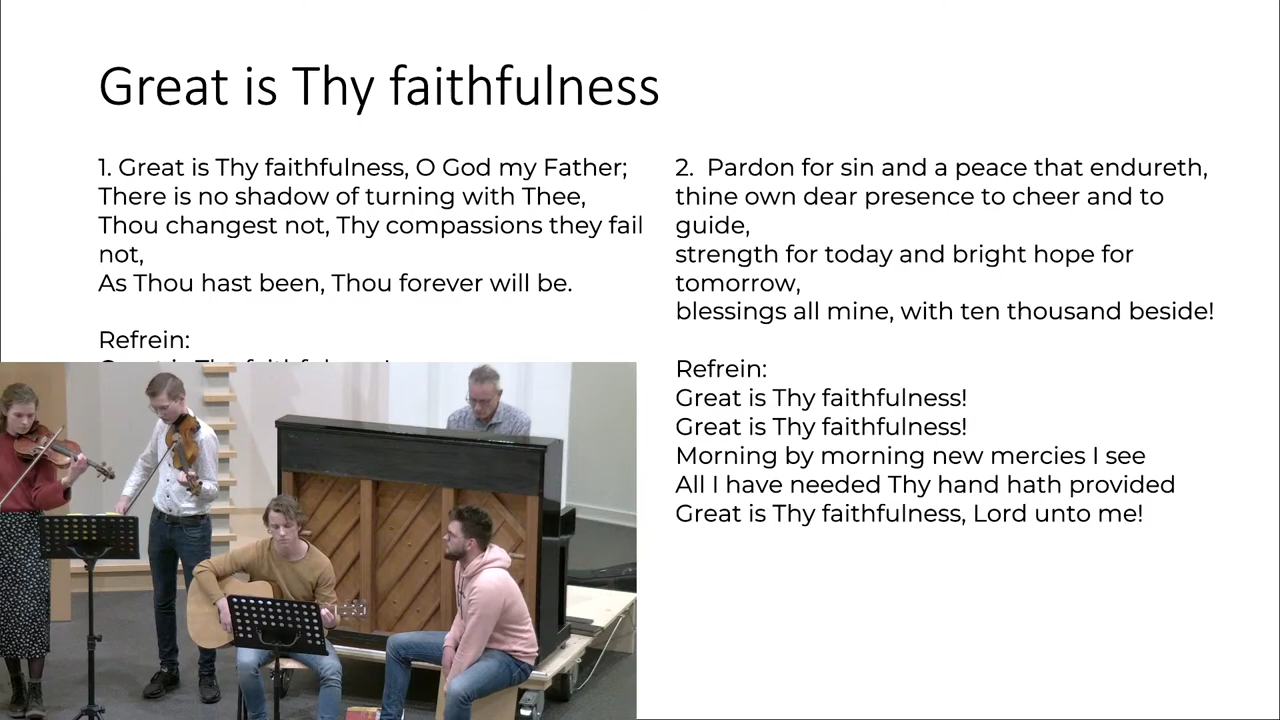 Great is Thy faithfulness
1. Great is Thy faithfulness, O God my Father;
There is no shadow of turning with Thee,
Thou changest not, Thy compassions they fail
not,
As Thou hast been, Thou forever will be.
Refrein:
2. Pardon for sin and a peace that endureth,
thine own dear presence to cheer and to
guide,
strength for today and bright hope for
tomorrow,
blessings all mine, with ten thousand beside!
Refrein:
Great is Thy faithfulness!
Great is Thy faithfulness!
Morning by morning new mercies I see
All I have needed Thy hand hath provided
Great is Thy faithfulness, Lord unto me!